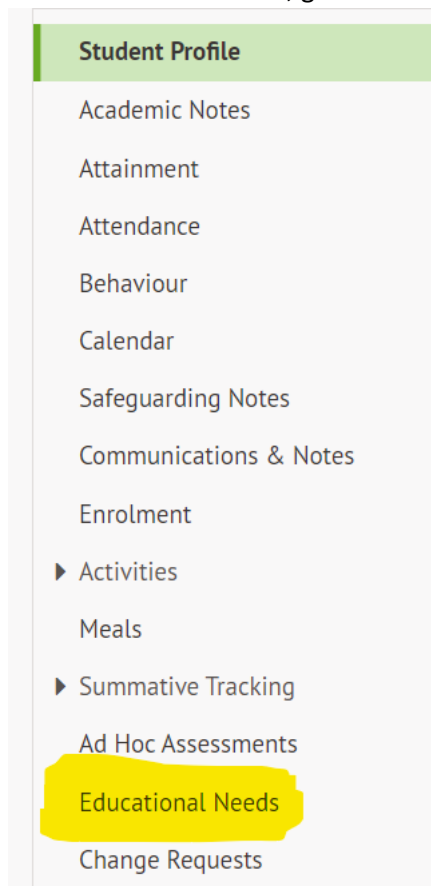 Student Profile
Academic Notes
Attainment
Attendance
Behaviour
Calendar
Safeguarding Notes
Communications & Notes
Enrolment
Activities
Meals
Summative Tracking
Ad Hoc Assessments
Educational Needs
Change Requests